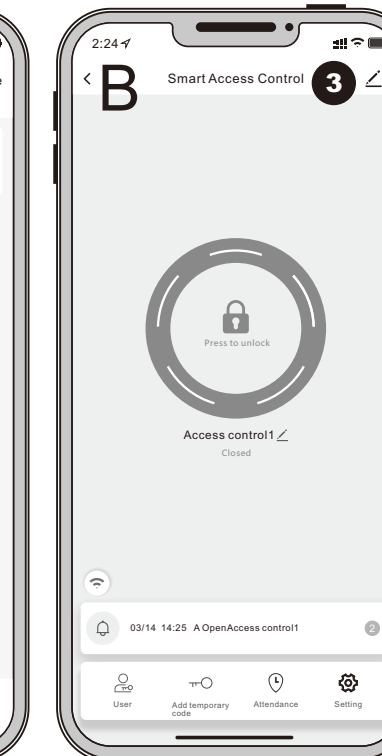 e
2:24
B
Smart Access Control
3
Press to unlock
Access control1
Closed
03/14 14:25 A OpenAccess control1
2
User
Add temporary
code
Attendance
Setting